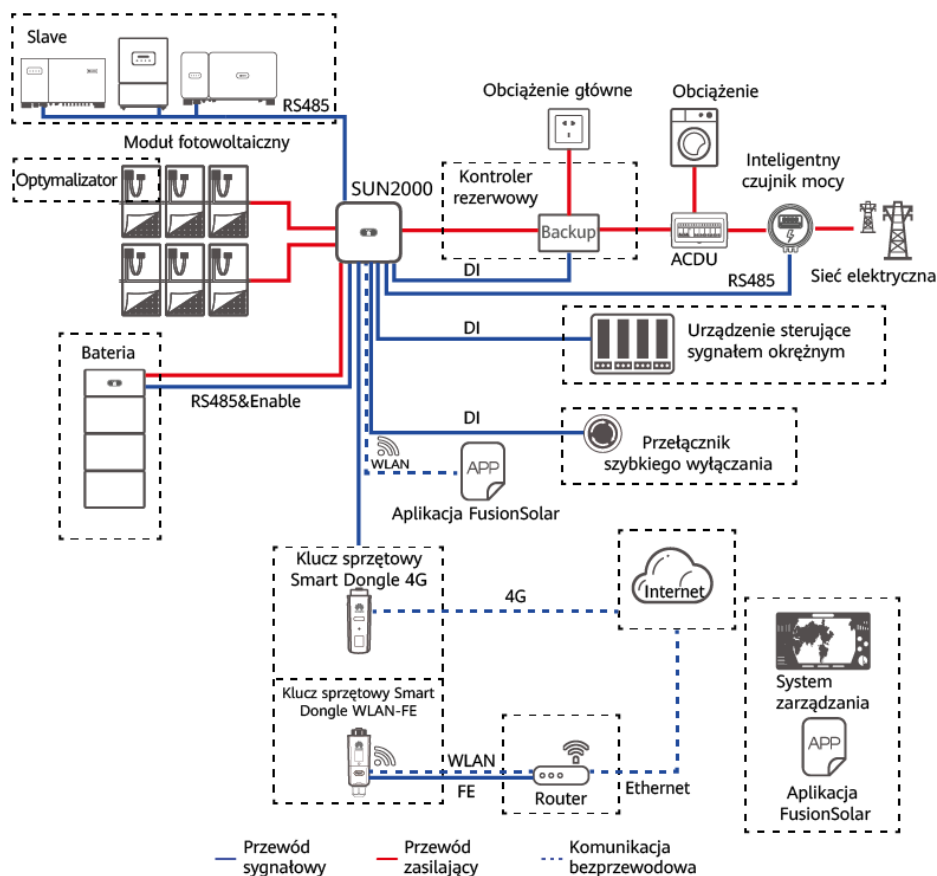 Slave
RS485
Moduł fotowoltaiczny
Optymalizator
SUN2000
Obciążenie główne
Obciążenie
Kontroler
rezerwowy
Inteligentny
czujnik mocy
Backup
ACDU
Sieć elektryczna
DI
RS485
DI
Urządzenie sterujące
sygnałem okrężnym
Bateria
RS485&Enable
DI
Przełącznik
szybkiego wyłączania
WLAN
APP
Aplikacja FusionSolar
Klucz sprzętowy
Smart Dongle 4G
4G
Internet
Klucz sprzętowy Smart
Dongle WLAN-FE
WLAN
FE
Router
Ethernet
System
zarządzania
APP
Aplikacja
FusionSolar
Przewód
sygnałowy
Przewód
zasilający
Komunikacja
bezprzewodowa